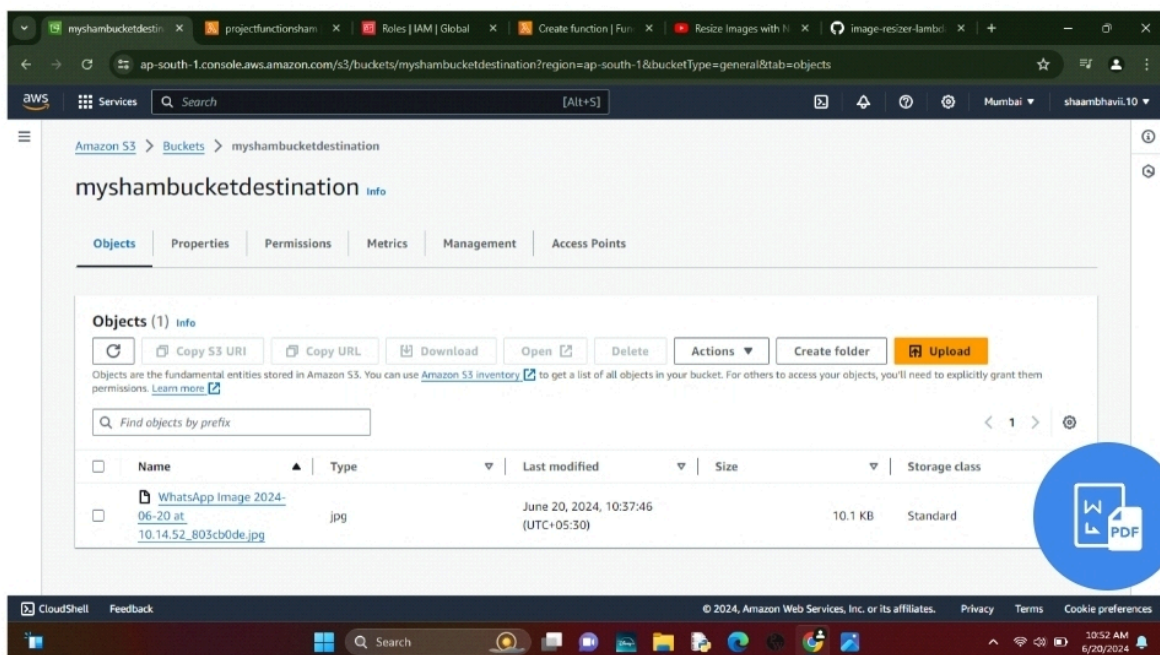 myshambucketdestin
projectfunctionsham
Roles | IAM | Global
Create function | Fun
Resize Images with N
image-resizer-lambd
ap-south-1.console.aws.amazon.com/s3/buckets/myshambucketdestination?region=ap-south-1&bucketType=general&tab=objects
aws Services Search [Alt+S] Mumbai ▼ shaambhavii.10 ▼
Amazon S3 > Buckets > myshambucketdestination
myshambucketdestination Info
Objects Properties Permissions Metrics Management Access Points
Objects (1) Info
Copy S3 URI Copy URL Download Open Delete Actions ▼ Create folder Upload
Objects are the fundamental entities stored in Amazon S3. You can use Amazon S3 inventory to get a list of all objects in your bucket. For others to access your objects, you'll need to explicitly grant them
permissions. Learn more
Find objects by prefix
< 1 >
Name Type Last modified Size Storage class
WhatsApp Image 2024-
06-20 at
10.14.52_803cb0de.jpg
jpg
June 20, 2024, 10:37:46
(UTC+05:30)
10.1 KB
Standard
PDF
CloudShell Feedback © 2024, Amazon Web Services, Inc. or its affiliates. Privacy Terms Cookie preferences
Search
10:52 AM
6/20/2024